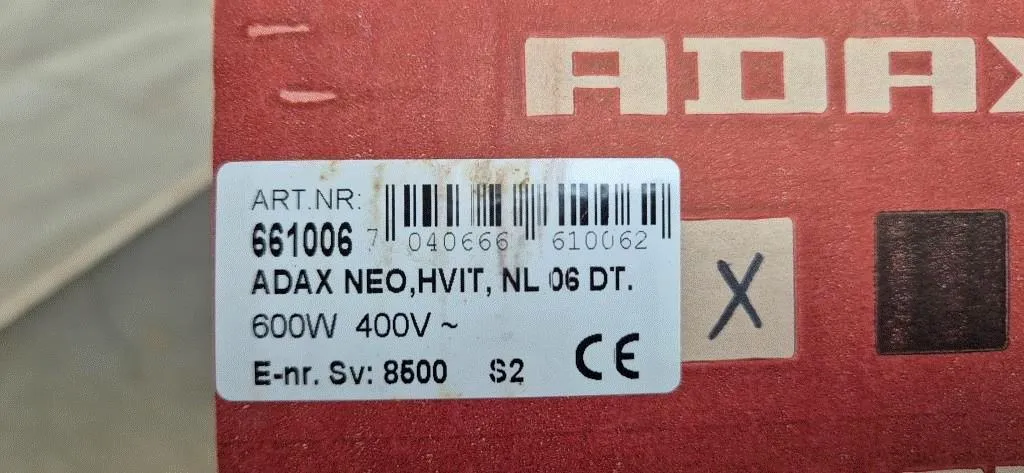 ADAX
ART.NR:
661006
7 040666 610062
ADAX NEO,HVIT, NL 06 DT.
600W 400V ~
E-nr. Sv: 8500 S2
CE
X